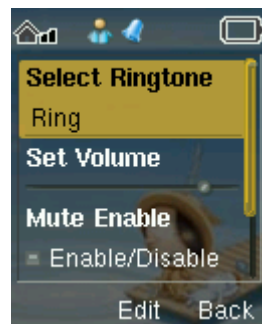 Select Ringtone
Ring
Set Volume
Mute Enable
Enable/Disable
Edit Back